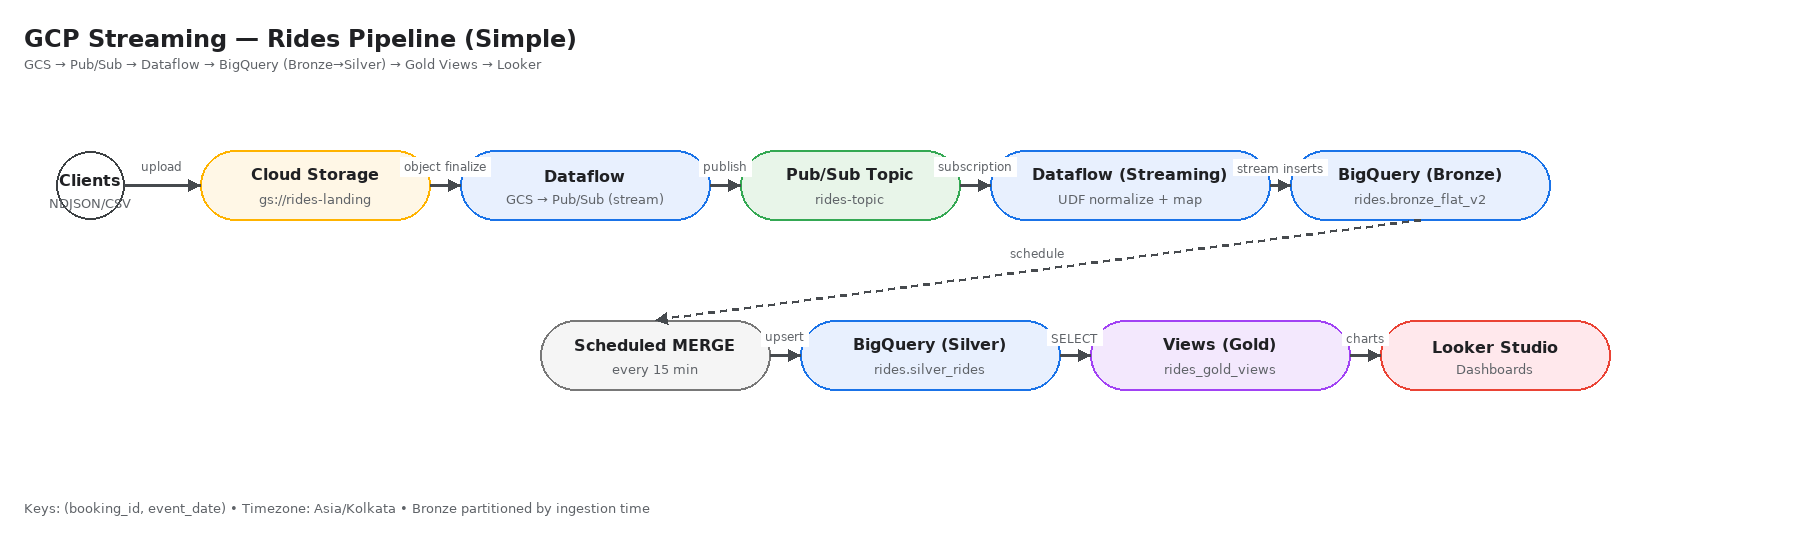 GCP Streaming — Rides Pipeline (Simple)
GCS → Pub/Sub → Dataflow → BigQuery (Bronze→Silver) → Gold Views → Looker
Clients
NDJSON/CSV
upload
Cloud Storage
gs://rides-landing
object finalize
Dataflow
GCS → Pub/Sub (stream)
publish
Pub/Sub Topic
rides-topic
subscription
Dataflow (Streaming)
UDF normalize + map
stream inserts
BigQuery (Bronze)
rides.bronze_flat_v2
schedule
Scheduled MERGE
every 15 min
upsert
BigQuery (Silver)
rides.silver_rides
SELECT
Views (Gold)
rides_gold_views
charts
Looker Studio
Dashboards
Keys: (booking_id, event_date) • Timezone: Asia/Kolkata • Bronze partitioned by ingestion time